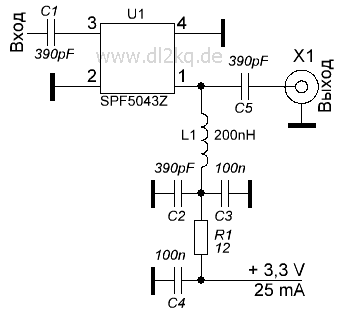 C1
U1
Вход
3
4
390pF
www.dl2kq.de
2
1
390pF
X1
SPF5043Z
C5
Выход
L1
200nH
390pF
100n
C2
C3
R1
12
100n
C4
+ 3,3 V
25 mA